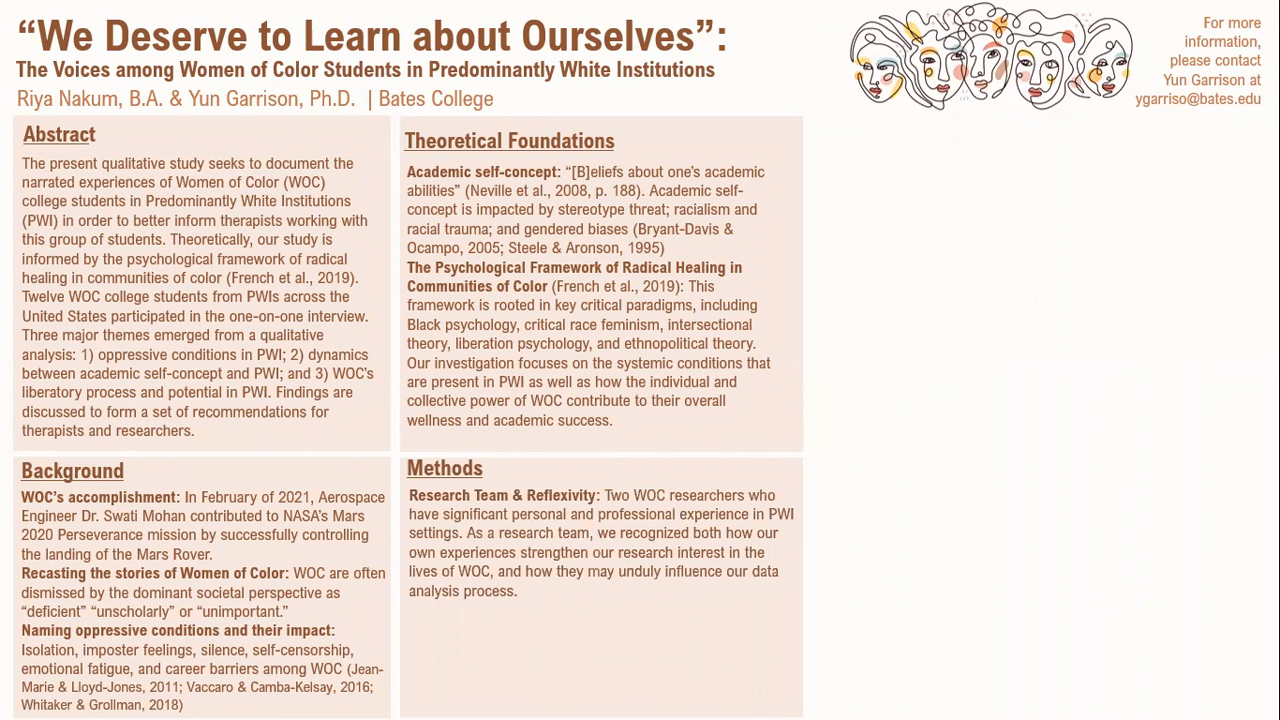 “We Deserve to Learn about Ourselves”:
The Voices among Women of Color Students in Predominantly White Institutions
Riya Nakum, B.A. & Yun Garrison, Ph.D. | Bates College
For more
information,
please contact
Yun Garrison at
ygarriso@bates.edu
Abstract
The present qualitative study seeks to document the
narrated experiences of Women of Color (WOC)
college students in Predominantly White Institutions
(PWI) in order to better inform therapists working with
this group of students. Theoretically, our study is
informed by the psychological framework of radical
healing in communities of color (French et al., 2019).
Twelve WOC college students from PWIs across the
United States participated in the one-on-one interview.
Three major themes emerged from a qualitative
analysis: 1) oppressive conditions in PWI; 2) dynamics
between academic self-concept and PWI; and 3) WOC’s
liberatory process and potential in PWI. Findings are
discussed to form a set of recommendations for
therapists and researchers.
Background
WOC’s accomplishment: In February of 2021, Aerospace
Engineer Dr. Swati Mohan contributed to NASA’s Mars
2020 Perseverance mission by successfully controlling
the landing of the Mars Rover.
Recasting the stories of Women of Color: WOC are often
dismissed by the dominant societal perspective as
“deficient” “unscholarly” or “unimportant.”
Naming oppressive conditions and their impact:
Isolation, imposter feelings, silence, self-censorship,
emotional fatigue, and career barriers among WOC (Jean-
Marie & Lloyd-Jones, 2011; Vaccaro & Camba-Kelsay, 2016;
Whitaker & Grollman, 2018)
Theoretical Foundations
Academic self-concept: “[B]eliefs about one’s academic
abilities” (Neville et al., 2008, p. 188). Academic self-
concept is impacted by stereotype threat; racialism and
racial trauma; and gendered biases (Bryant-Davis &
Ocampo, 2005; Steele & Aronson, 1995)
The Psychological Framework of Radical Healing in
Communities of Color (French et al., 2019): This
framework is rooted in key critical paradigms, including
Black psychology, critical race feminism, intersectional
theory, liberation psychology, and ethnopolitical theory.
Our investigation focuses on the systemic conditions that
are present in PWI as well as how the individual and
collective power of WOC contribute to their overall
wellness and academic success.
Methods
Research Team & Reflexivity: Two WOC researchers who
have significant personal and professional experience in PWI
settings. As a research team, we recognized both how our
own experiences strengthen our research interest in the
lives of WOC, and how they may unduly influence our data
analysis process.